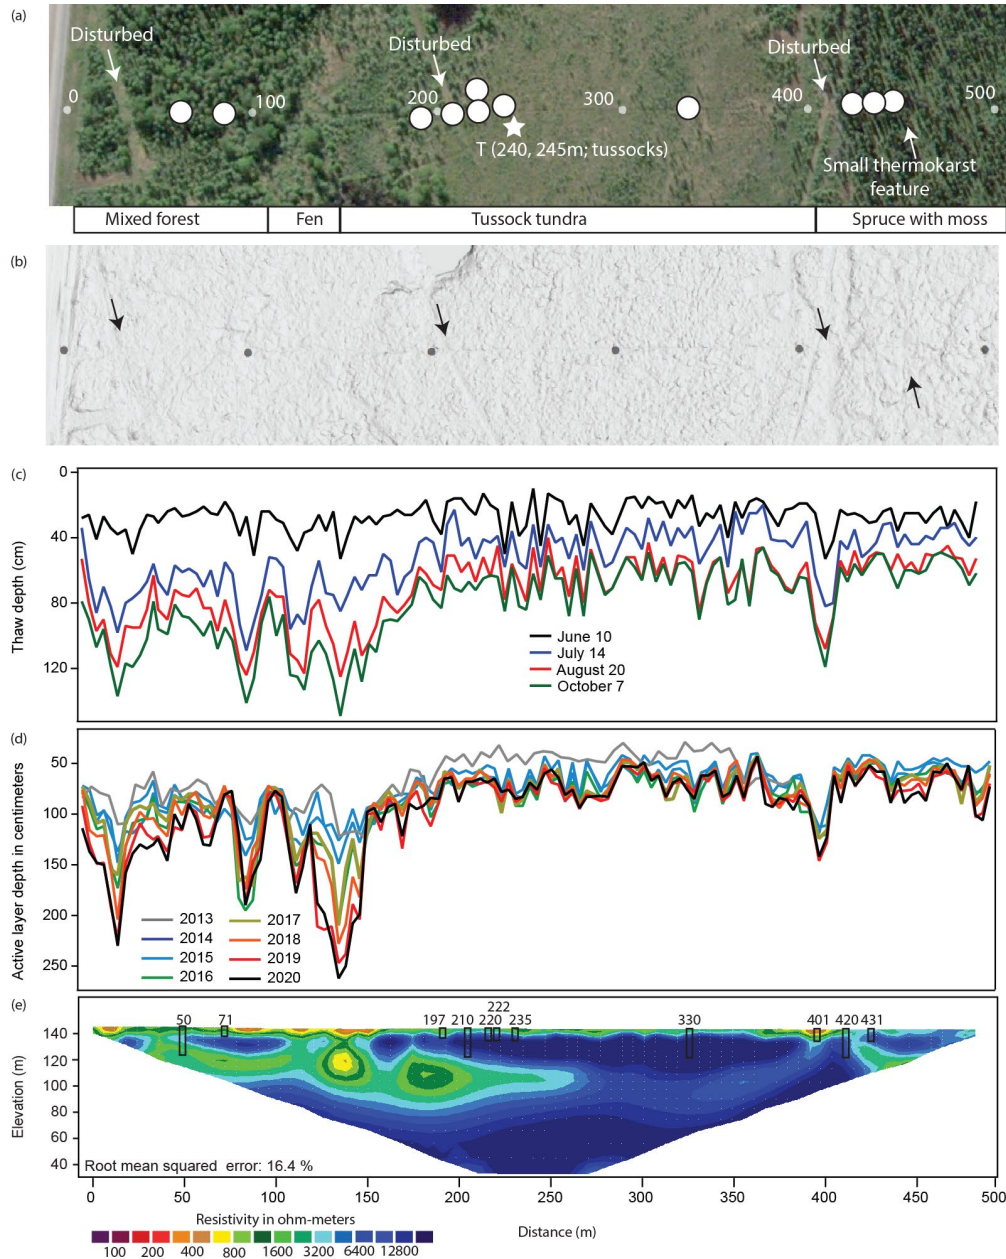 (a)
Disturbed
Disturbed
Disturbed
0
100
200
300
400
500
T (240, 245m; tussocks)
Small thermokarst
feature
Mixed forest
Fen
Tussock tundra
Spruce with moss
(b)
(c)
Thaw depth (cm)
0
40
80
120
June 10
July 14
August 20
October 7
(d)
Active layer depth in centimeters
50
100
150
200
250
2013
2014
2015
2016
2017
2018
2019
2020
(e)
Elevation (m)
140
120
100
80
60
40
50
71
197
210
220
222
235
330
401
420
431
Root mean squared error: 16.4 %
0
50
100
150
200
250
300
350
400
450
500
Distance (m)
Resistivity in ohm-meters
100
200
400
800
1600
3200
6400
12800